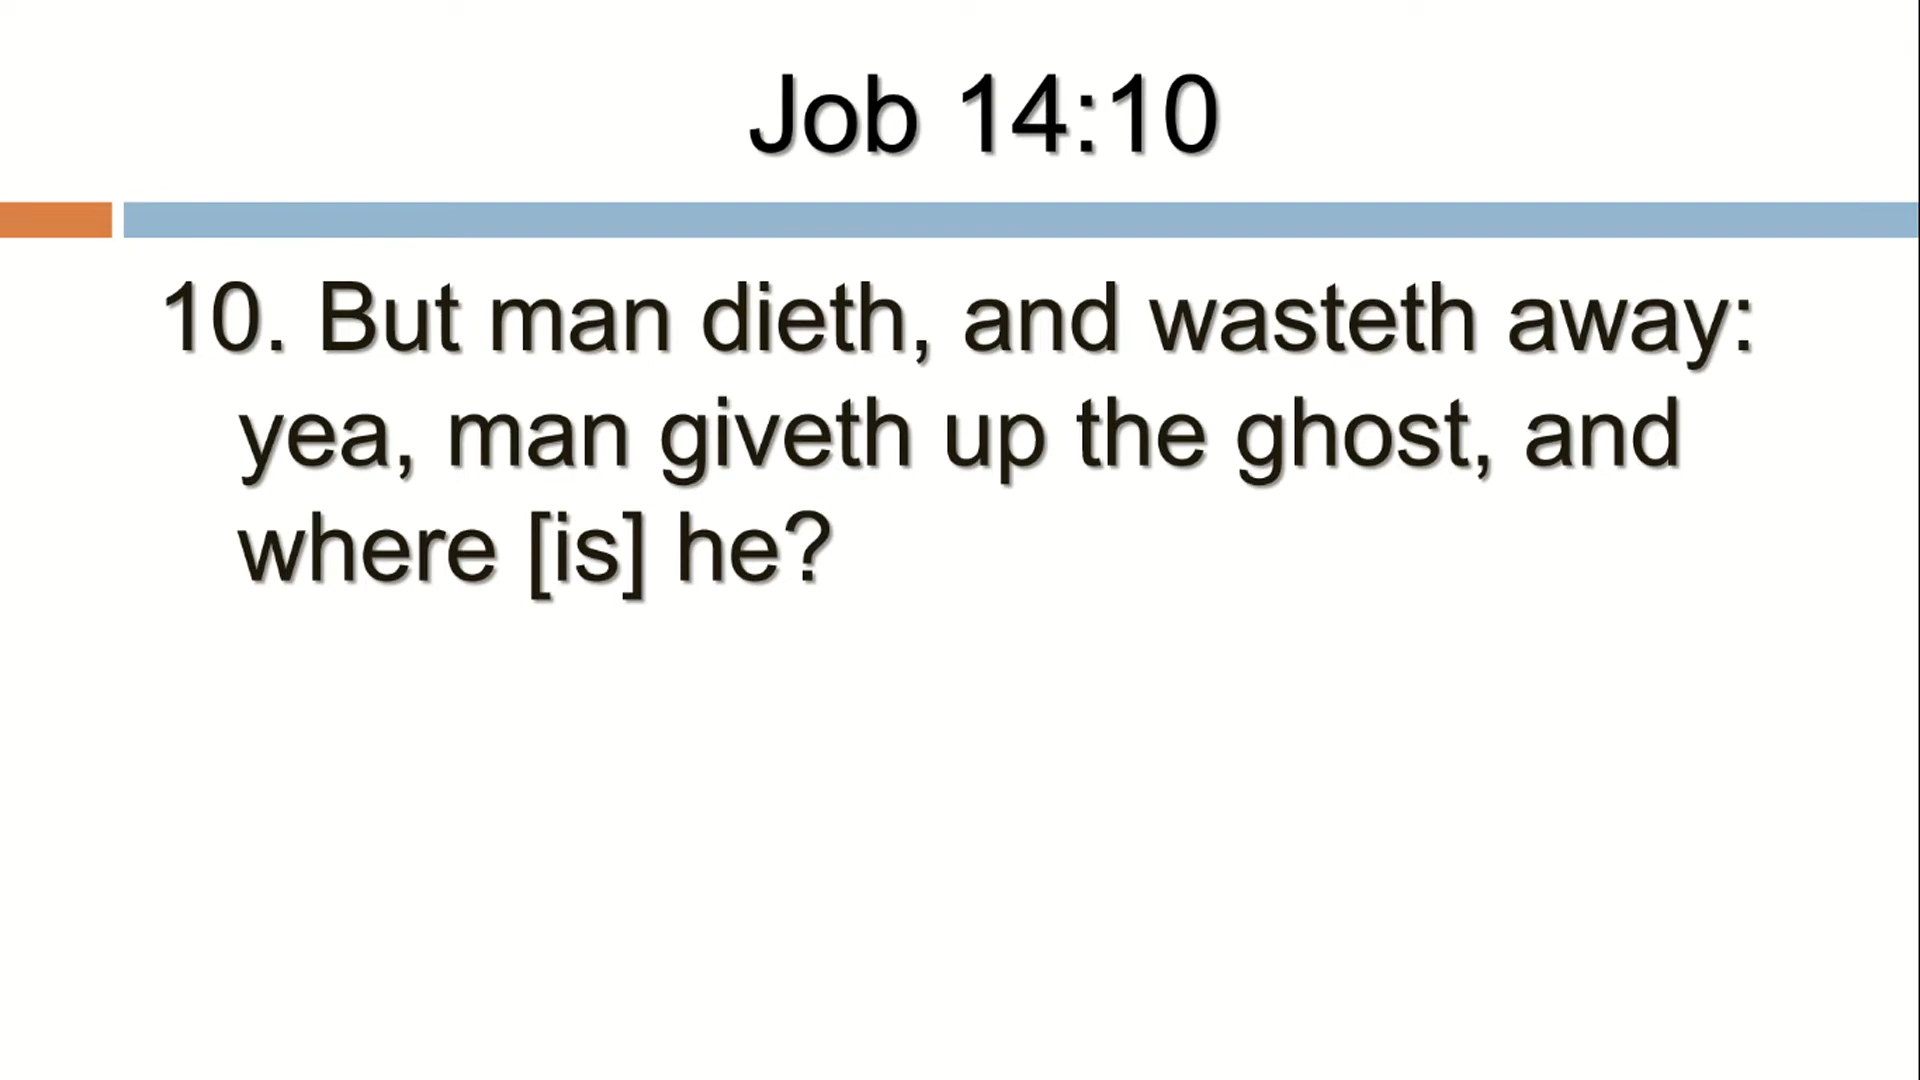 Job 14:10
10. But man dieth, and wasteth away:
yea, man giveth up the ghost, and
where [is] he?